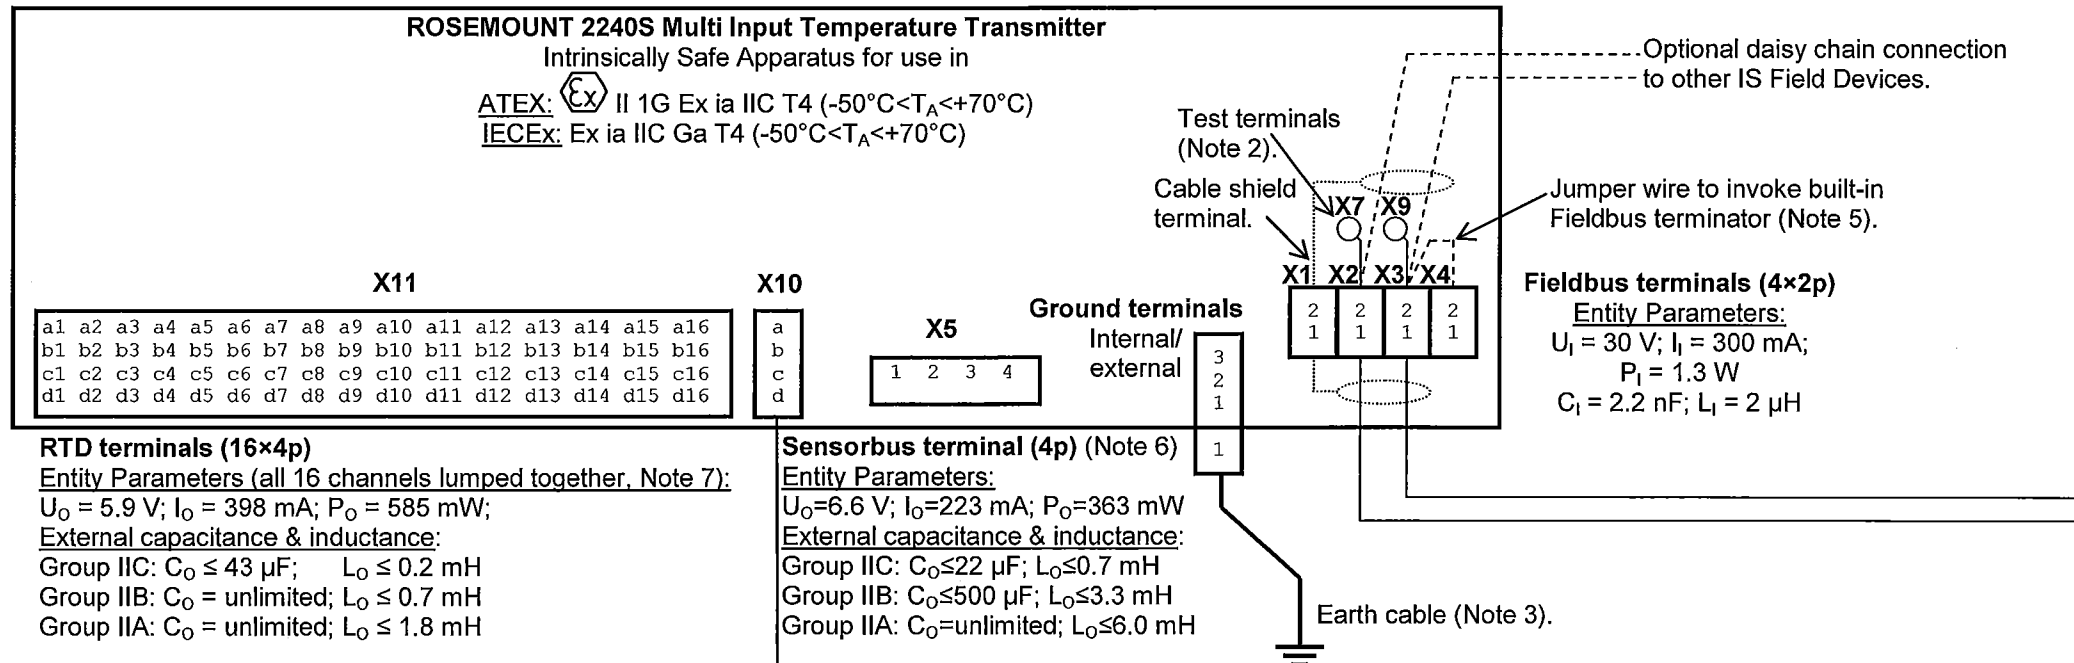 ROSEMOUNT 2240S Multi Input Temperature Transmitter
Intrinsically Safe Apparatus for use in
ATEX: Ex II 1G Ex ia IIC T4 (-50°C<TA<+70°C)
IECEx: Ex ia IIC Ga T4 (-50°C<TA<+70°C)
Optional daisy chain connection
to other IS Field Devices.
Test terminals
(Note 2).
Cable shield
terminal.
Jumper wire to invoke built-in
Fieldbus terminator (Note 5).
X7 X9
X1 X2 X3 X4
2 2 2 2
1 1 1 1
X11
a1 a2 a3 a4 a5 a6 a7 a8 a9 a10 a11 a12 a13 a14 a15 a16
b1 b2 b3 b4 b5 b6 b7 b8 b9 b10 b11 b12 b13 b14 b15 b16
c1 c2 c3 c4 c5 c6 c7 c8 c9 c10 c11 c12 c13 c14 c15 c16
d1 d2 d3 d4 d5 d6 d7 d8 d9 d10 d11 d12 d13 d14 d15 d16
X10
a
b
c
d
X5
1 2 3 4
Ground terminals
Internal/
external
3
2
1
1
Fieldbus terminals (4×2p)
Entity Parameters:
UI = 30 V; II = 300 mA;
PI = 1.3 W
CI = 2.2 nF; LI = 2 µH
RTD terminals (16×4p)
Entity Parameters (all 16 channels lumped together, Note 7):
UO = 5.9 V; IO = 398 mA; PO = 585 mW;
External capacitance & inductance:
Group IIC: CO ≤ 43 µF; LO ≤ 0.2 mH
Group IIB: CO = unlimited; LO ≤ 0.7 mH
Group IIA: CO = unlimited; LO ≤ 1.8 mH
Sensorbus terminal (4p) (Note 6)
Entity Parameters:
UO=6.6 V; IO=223 mA; PO=363 mW
External capacitance & inductance:
Group IIC: CO≤22 µF; LO≤0.7 mH
Group IIB: CO≤500 µF; LO≤3.3 mH
Group IIA: CO=unlimited; LO≤6.0 mH
Earth cable (Note 3).